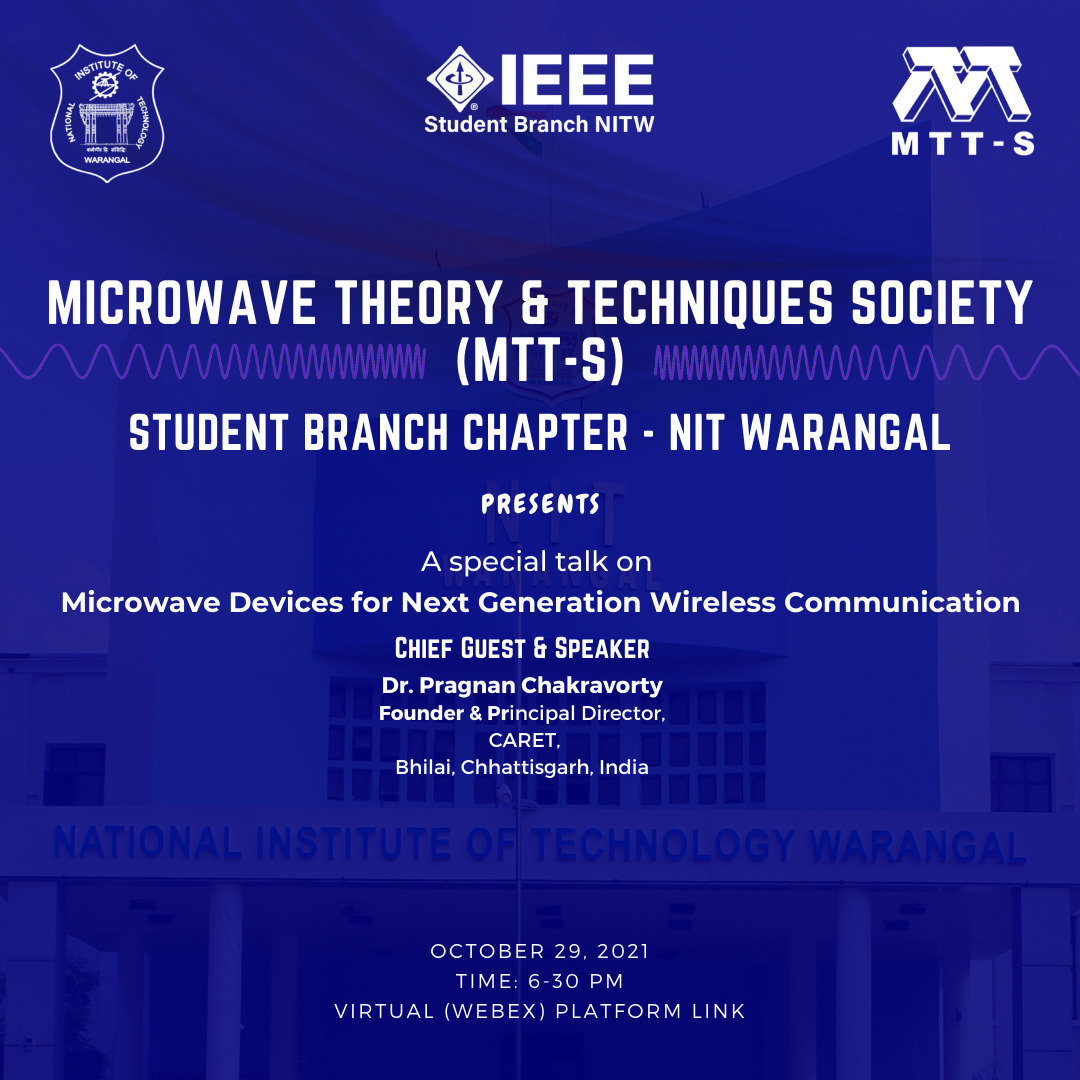 INSTITUTE OF
NATIONAL
TECHNOLOGY
WARANGAL
IEEE
®
Student Branch NITW
MTT-S
MICROWAVE THEORY & TECHNIQUES SOCIETY
(MTT-S)
STUDENT BRANCH CHAPTER - NIT WARANGAL
PRESENTS
NIT
WARANGAL
A special talk on
Microwave Devices for Next Generation Wireless Communication
CHIEF GUEST & SPEAKER
Dr. Pragnan Chakravorty
Founder & Principal Director,
CARET,
Bhilai, Chhattisgarh, India
NATIONAL INSTITUTE OF TECHNOLOGY WARANGAL
OCTOBER 29, 2021
TIME: 6-30 PM
VIRTUAL (WEBEX) PLATFORM LINK